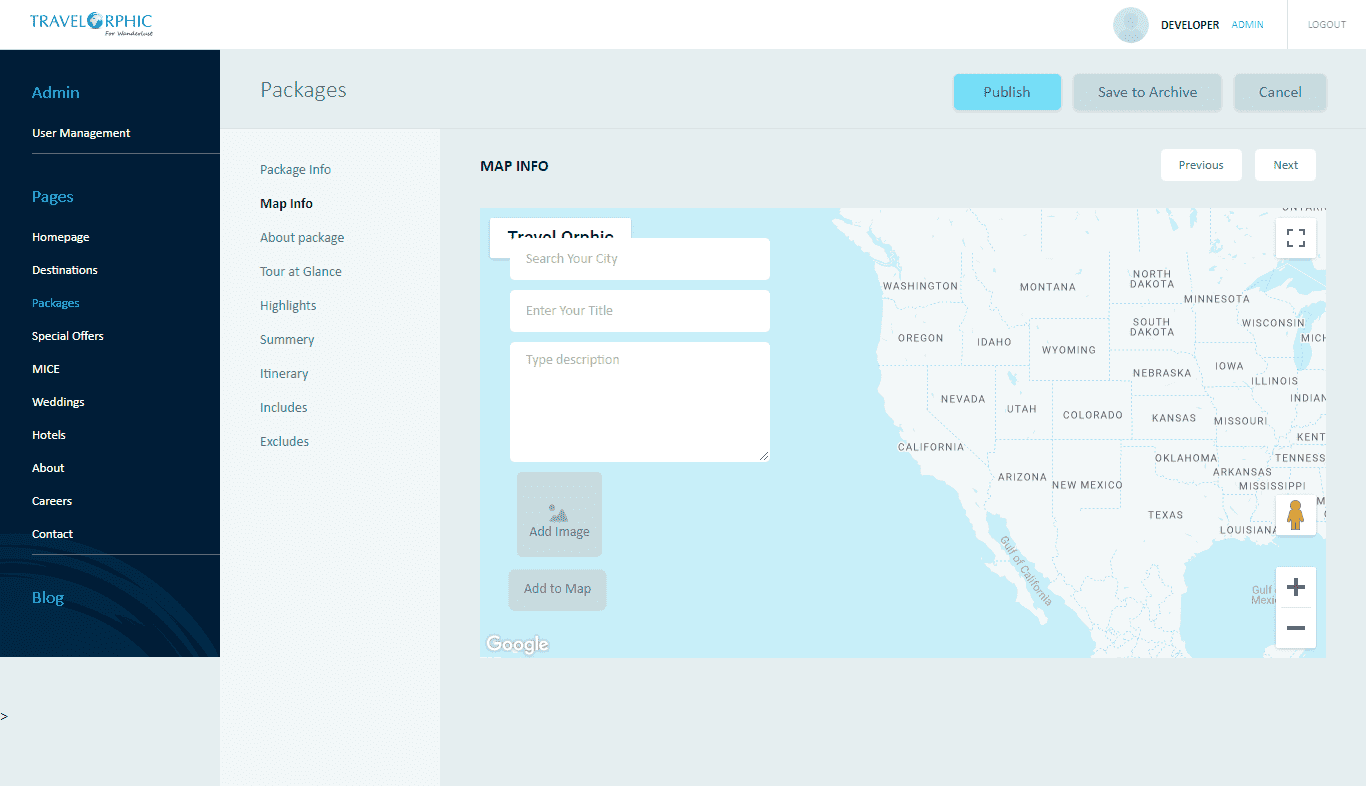 TRAVELORPHIC
For Wanderlust
DEVELOPER ADMIN
LOGOUT
Admin
User Management
Pages
Homepage
Destinations
Packages
Special Offers
MICE
Weddings
Hotels
About
Careers
Contact
Blog
>
Packages
Publish
Save to Archive
Cancel
Package Info
Map Info
About package
Tour at Glance
Highlights
Summery
Itinerary
Includes
Excludes
MAP INFO
Previous
Next
Travel Orphic
Search Your City
Enter Your Title
Type description
Add Image
Add to Map
Google
ONTARIO
WASHINGTON
MONTANA
NORTH
DAKOTA
MINNESOTA
SOUTH
DAKOTA
WISCONSIN
MICH
OREGON
IDAHO
WYOMING
IOWA
NEBRASKA
ILLINOIS
INDIAN
NEVADA
UTAH
COLORADO
KANSAS
MISSOURI
KENT
CALIFORNIA
OKLAHOMA
TENNESS
ARIZONA
NEW MEXICO
ARKANSAS
MISSISSIPPI
TEXAS
LOUISIANA
Gulf of California
Gulf
Mexi